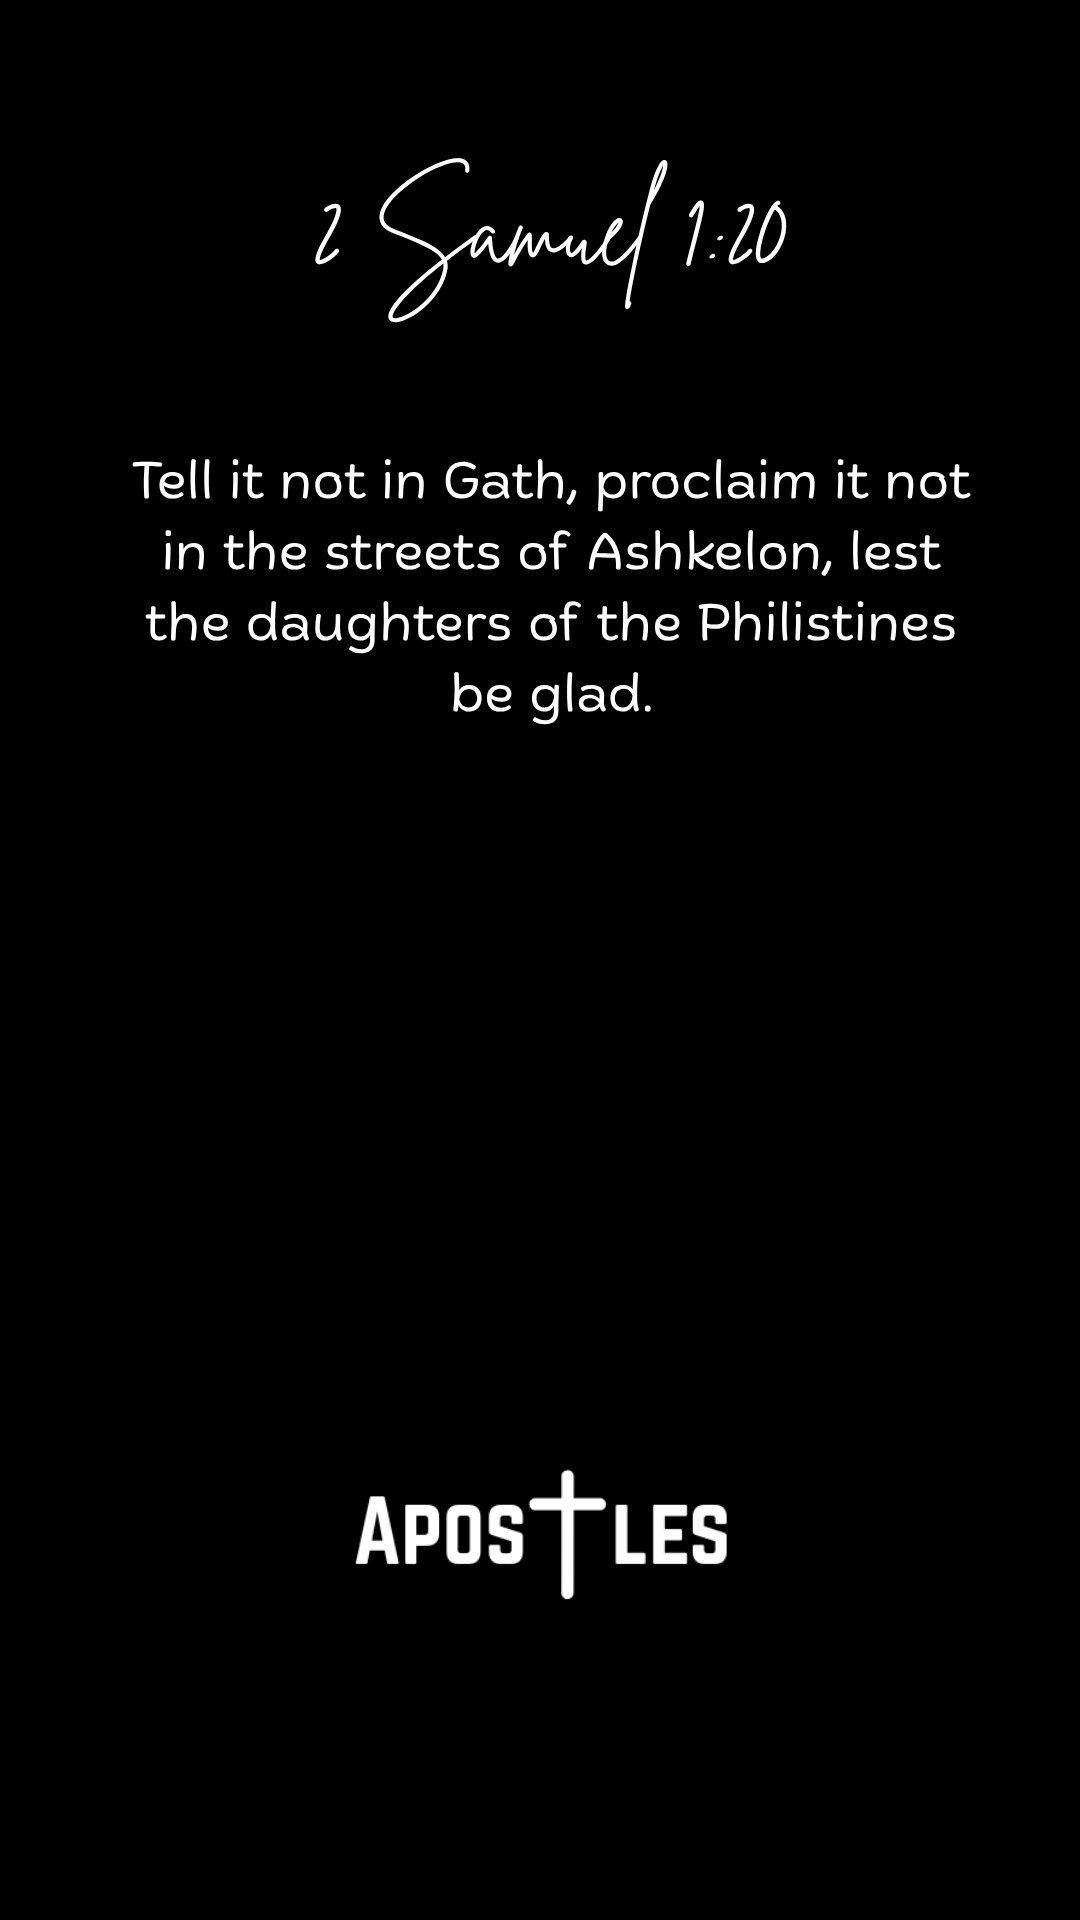 2 Samuel 1:20
Tell it not in Gath, proclaim it not
in the streets of Ashkelon, lest
the daughters of the Philistines
be glad.
Apostles